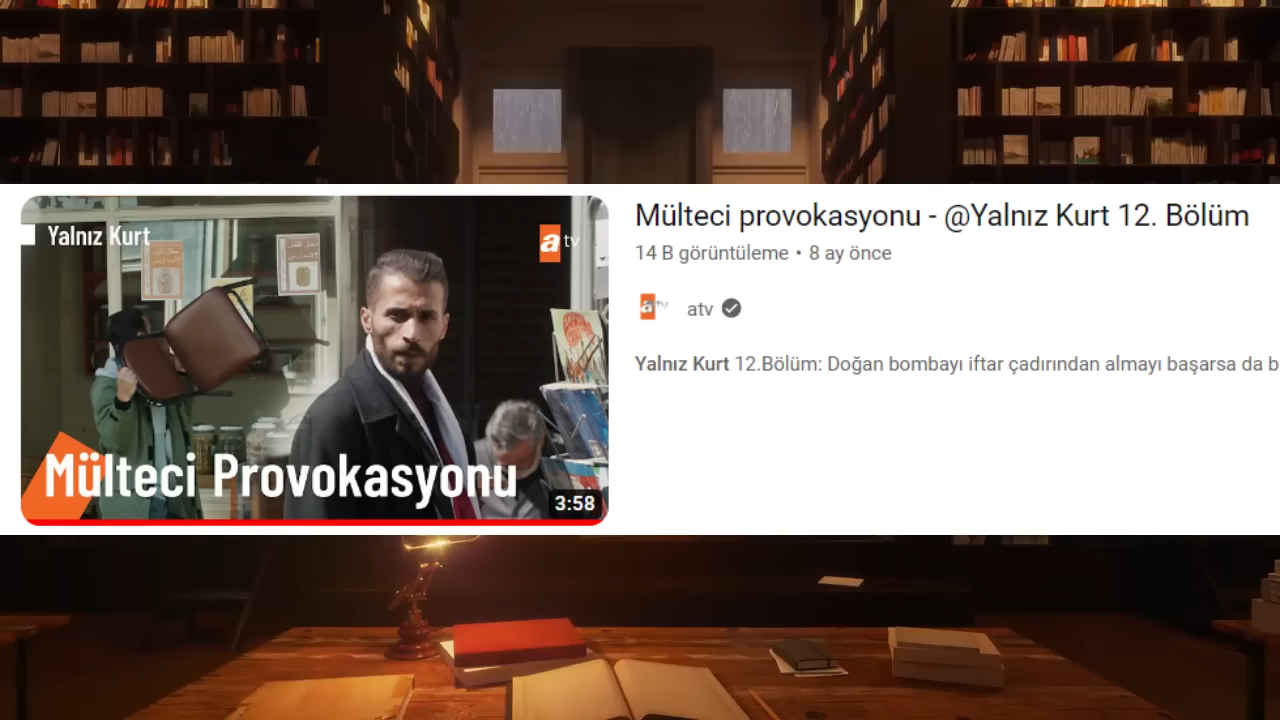 Yalnız Kurt
atv
Mülteci Provokasyonu
3:58
Mülteci provokasyonu - @Yalnız Kurt 12. Bölüm
14 B görüntüleme • 8 ay önce
atv
atv
Yalnız Kurt 12.Bölüm: Doğan bombayı iftar çadırından almayı başarsa da b